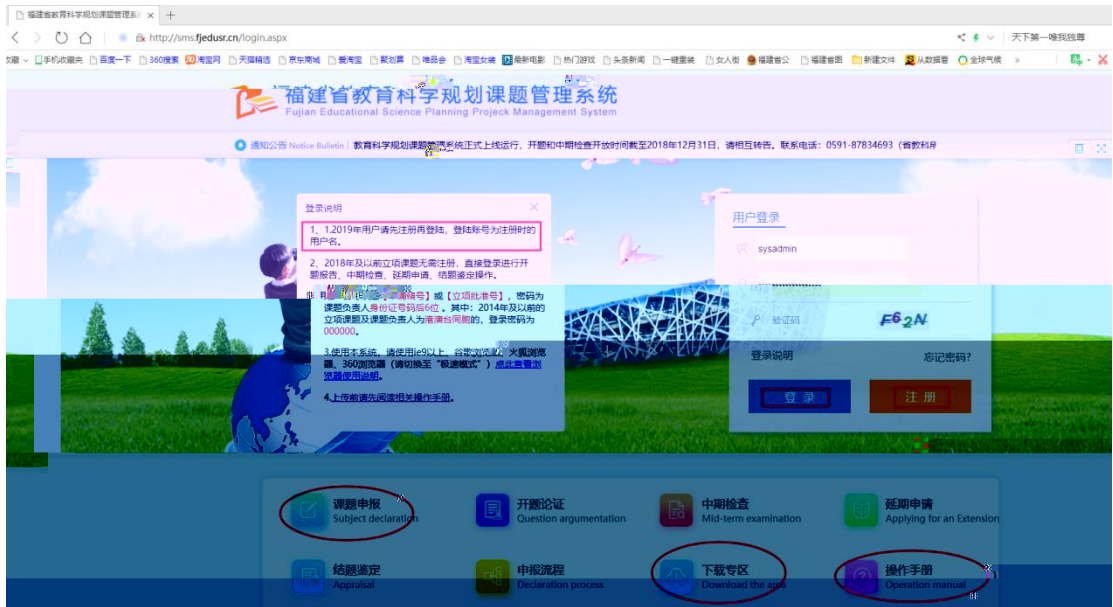 福建省教育科学规划课题管理系
http://sms.fjedusr.cn/login.aspx
天下第一唯我独尊
收藏 手机收藏夹 百度一下 360搜索 淘宝网 天猫精选 京东商城 爱淘宝 聚划算 唯品会 淘宝女装 最新电影 热门游戏 头条新闻 一键重装 女人街 福建省公 福建省图 新建文件 从数据看 全球气候 »
福建省教育科学规划课题管理系统
Fujian Educational Science Planning Projeck Management System
通知公告 Notice Bulletin 教育科学规划课题管理系统正式上线运行，开题和中期检查开放时间截至2018年12月31日，请相互转告。联系电话：0591-87834693（省教科所
登录说明
1、1.2019年用户请先注册再登陆，登陆账号为注册时的
用户名。
2、2018年及以前立项课题无需注册，直接登录进行开
题报告、中期检查、延期申请、结题鉴定操作。
编号】或【立项批准号】，密码为
课题负责人身份证号码后6位 。其中：2014年及以前的
立项课题及课题负责人为港澳台同胞的，登录密码为
000000。
3.使用本系统，请使用ie9以上、谷歌浏览器、火狐浏览
器、360浏览器（请切换至“极速模式”）点此查看浏
览器使用说明。
4.上传前请先阅读相关操作手册。
用户登录
sysadmin
验证码
F62N
登录说明 忘记密码?
登 录 注 册
课题申报
Subject declaration
开题论证
Question argumentation
中期检查
Mid-term examination
延期申请
Applying for an Extension
结题鉴定
Appraisal
申报流程
Declaration process
下载专区
Download the area
操作手册
Operation manual